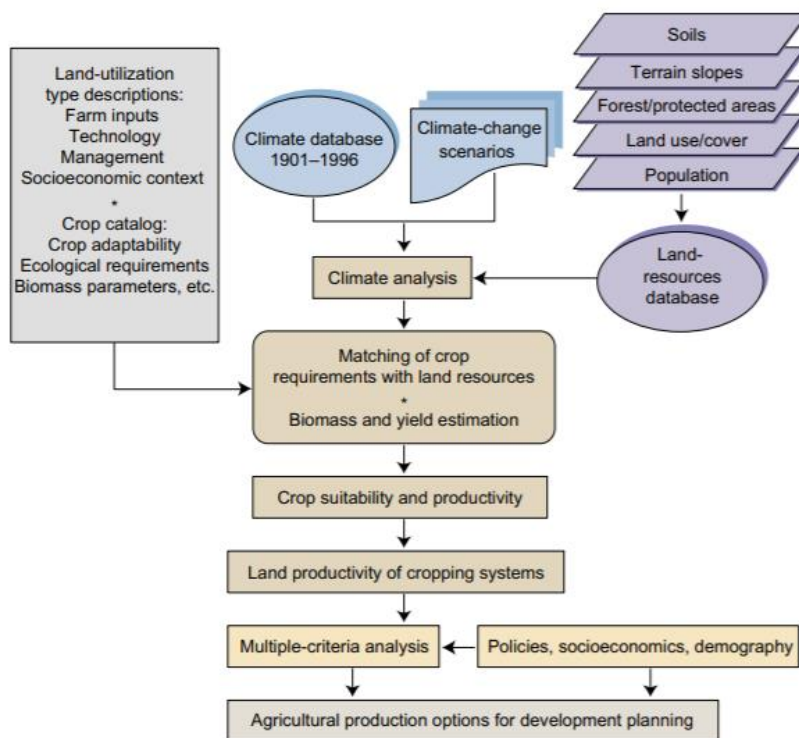 Land-utilization
type descriptions:
Farm inputs
Technology
Management
Socioeconomic context
*
Crop catalog:
Crop adaptability
Ecological requirements
Biomass parameters, etc.
Climate database
1901–1996
Climate-change
scenarios
Soils
Terrain slopes
Forest/protected areas
Land use/cover
Population
Land-
resources
database
Climate analysis
Matching of crop
requirements with land resources
*
Biomass and yield estimation
Crop suitability and productivity
Land productivity of cropping systems
Multiple-criteria analysis
Policies, socioeconomics, demography
Agricultural production options for development planning